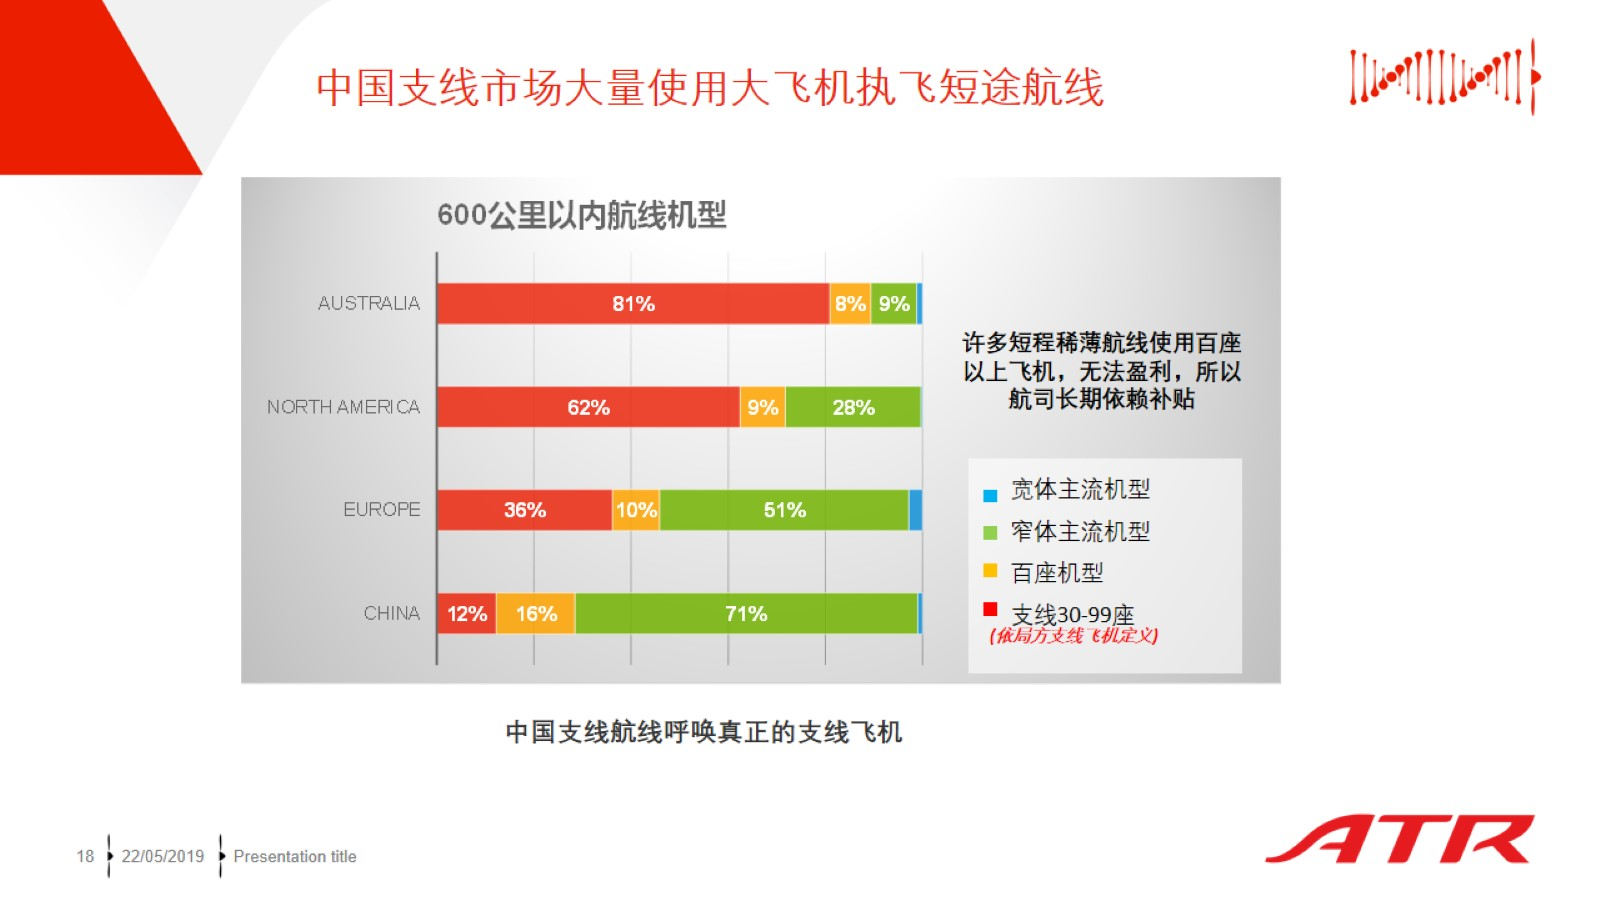 中国支线市场大量使用大飞机执飞短途航线
600公里以内航线机型
AUSTRALIA
81%
8%
9%
NORTH AMERICA
62%
9%
28%
EUROPE
36%
10%
51%
CHINA
12%
16%
71%
许多短程稀薄航线使用百座
以上飞机，无法盈利，所以
航司长期依赖补贴
宽体主流机型
窄体主流机型
百座机型
支线30-99座
(依局方支线飞机定义)
中国支线航线呼唤真正的支线飞机
18
22/05/2019
Presentation title
ATR